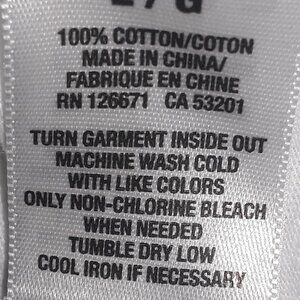 L / G
100% COTTON/COTON
MADE IN CHINA/
FABRIQUE EN CHINE
RN 126671 CA 53201
TURN GARMENT INSIDE OUT
MACHINE WASH COLD
WITH LIKE COLORS
ONLY NON-CHLORINE BLEACH
WHEN NEEDED
TUMBLE DRY LOW
COOL IRON IF NECESSARY